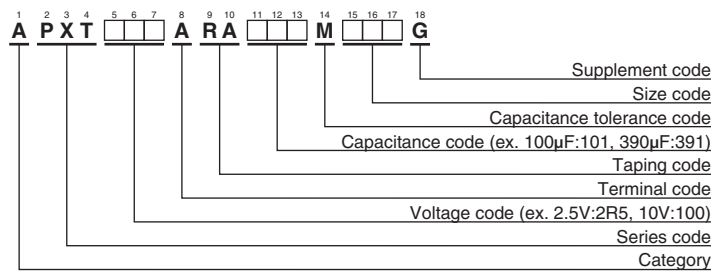 1 2 3 4 5 6 7 8 9 10 11 12 13 14 15 16 17 18
A P X T A R A M G
Supplement code
Size code
Capacitance tolerance code
Capacitance code (ex. 100µF:101, 390µF:391)
Taping code
Terminal code
Voltage code (ex. 2.5V:2R5, 10V:100)
Series code
Category